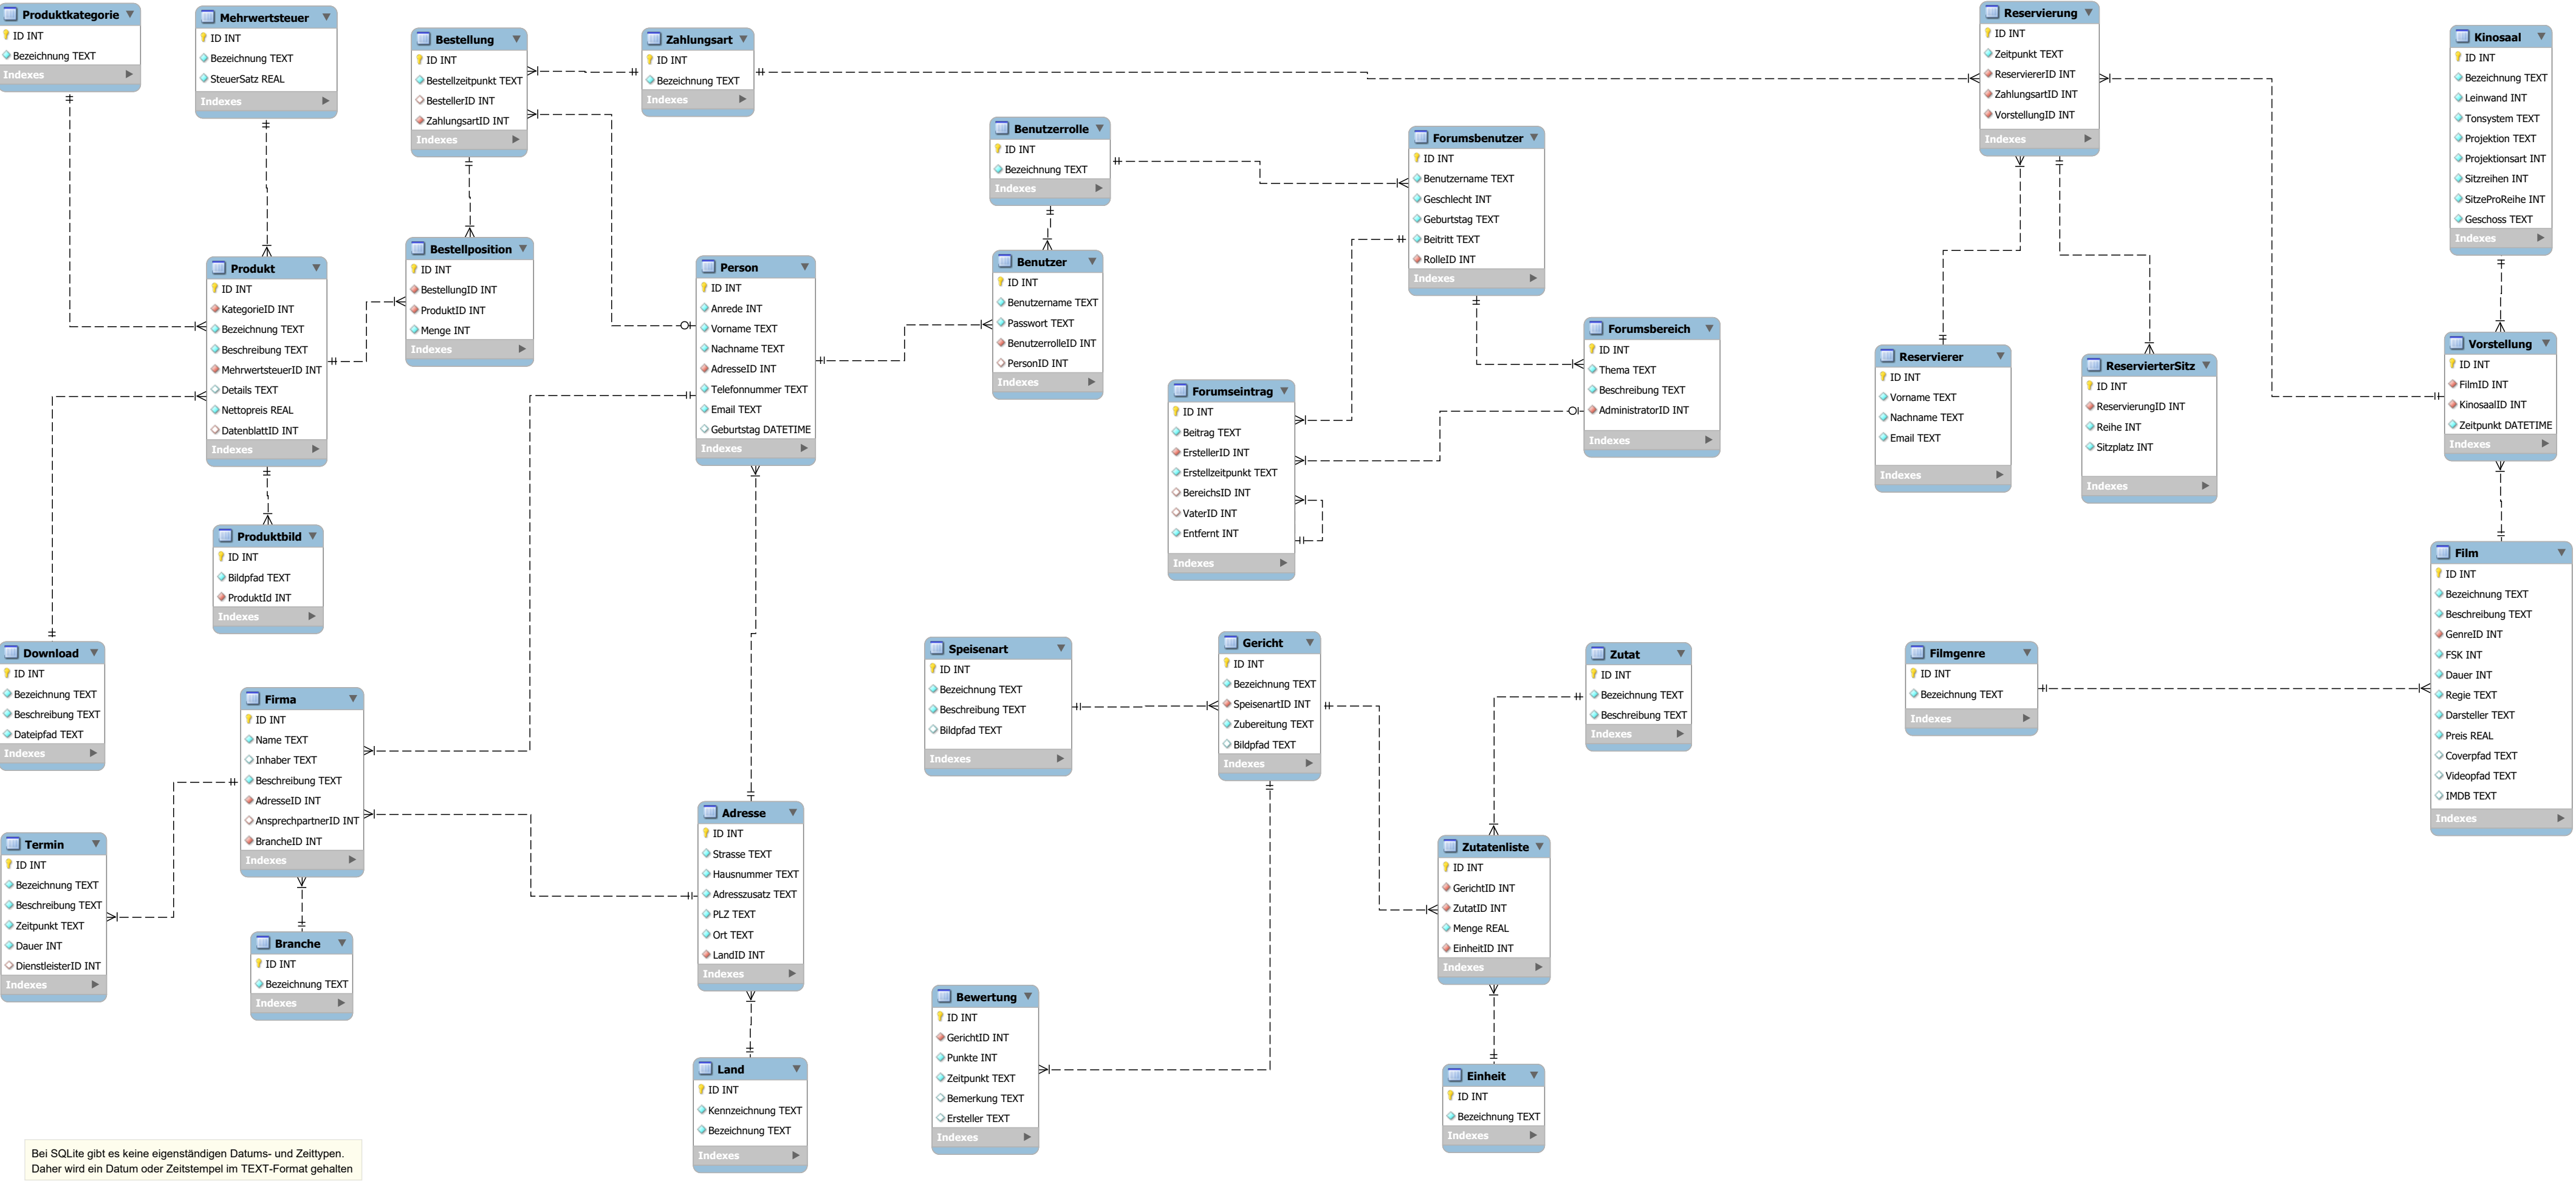 Produktkategorie
ID INT
Bezeichnung TEXT
Indexes
Mehrwertsteuer
ID INT
Bezeichnung TEXT
SteuerSatz REAL
Indexes
Bestellung
ID INT
Bestellzeitpunkt TEXT
BestellerID INT
ZahlungsartID INT
Indexes
Zahlungsart
ID INT
Bezeichnung TEXT
Indexes
Benutzerrolle
ID INT
Bezeichnung TEXT
Indexes
Forumsbenutzer
ID INT
Benutzername TEXT
Geschlecht INT
Geburtstag TEXT
Beitritt TEXT
RolleID INT
Indexes
Reservierung
ID INT
Zeitpunkt TEXT
ReserviererID INT
ZahlungsartID INT
VorstellungID INT
Indexes
Kinosaal
ID INT
Bezeichnung TEXT
Leinwand INT
Tonsystem TEXT
Projektion TEXT
Projektionsart INT
Sitzreihen INT
SitzeProReihe INT
Geschoss TEXT
Indexes
Produkt
ID INT
KategorieID INT
Bezeichnung TEXT
Beschreibung TEXT
MehrwertsteuerID INT
Details TEXT
Nettopreis REAL
DatenblattID INT
Indexes
Bestellposition
ID INT
BestellungID INT
ProduktID INT
Menge INT
Indexes
Person
ID INT
Anrede INT
Vorname TEXT
Nachname TEXT
AdresseID INT
Telefonnummer TEXT
Email TEXT
Geburtstag DATETIME
Indexes
Benutzer
ID INT
Benutzername TEXT
Passwort TEXT
BenutzerrolleID INT
PersonID INT
Indexes
Forumseintrag
ID INT
Beitrag TEXT
ErstellerID INT
Erstellzeitpunkt TEXT
BereichsID INT
VaterID INT
Entfernt INT
Indexes
Forumsbereich
ID INT
Thema TEXT
Beschreibung TEXT
AdministratorID INT
Indexes
Reservierer
ID INT
Vorname TEXT
Nachname TEXT
Email TEXT
Indexes
ReservierterSitz
ID INT
ReservierungID INT
Reihe INT
Sitzplatz INT
Indexes
Vorstellung
ID INT
FilmID INT
KinosaalID INT
Zeitpunkt DATETIME
Indexes
Produktbild
ID INT
Bildpfad TEXT
ProduktId INT
Indexes
Download
ID INT
Bezeichnung TEXT
Beschreibung TEXT
Dateipfad TEXT
Indexes
Firma
ID INT
Name TEXT
Inhaber TEXT
Beschreibung TEXT
AdresseID INT
AnsprechpartnerID INT
BrancheID INT
Indexes
Speisenart
ID INT
Bezeichnung TEXT
Beschreibung TEXT
Bildpfad TEXT
Indexes
Gericht
ID INT
Bezeichnung TEXT
SpeisenartID INT
Zubereitung TEXT
Bildpfad TEXT
Indexes
Zutat
ID INT
Bezeichnung TEXT
Beschreibung TEXT
Indexes
Filmgenre
ID INT
Bezeichnung TEXT
Indexes
Film
ID INT
Bezeichnung TEXT
Beschreibung TEXT
GenreID INT
FSK INT
Dauer INT
Regie TEXT
Darsteller TEXT
Preis REAL
Coverpfad TEXT
Videopfad TEXT
IMDB TEXT
Indexes
Termin
ID INT
Bezeichnung TEXT
Beschreibung TEXT
Zeitpunkt TEXT
Dauer INT
DienstleisterID INT
Indexes
Branche
ID INT
Bezeichnung TEXT
Indexes
Adresse
ID INT
Strasse TEXT
Hausnummer TEXT
Adresszusatz TEXT
PLZ TEXT
Ort TEXT
LandID INT
Indexes
Zutatenliste
ID INT
GerichtID INT
ZutatID INT
Menge REAL
EinheitID INT
Indexes
Bewertung
ID INT
GerichtID INT
Punkte INT
Zeitpunkt TEXT
Bemerkung TEXT
Ersteller TEXT
Indexes
Land
ID INT
Kennzeichnung TEXT
Bezeichnung TEXT
Indexes
Einheit
ID INT
Bezeichnung TEXT
Indexes
Bei SQLite gibt es keine eigenständigen Datums- und Zeittypen.
Daher wird ein Datum oder Zeitstempel im TEXT-Format gehalten